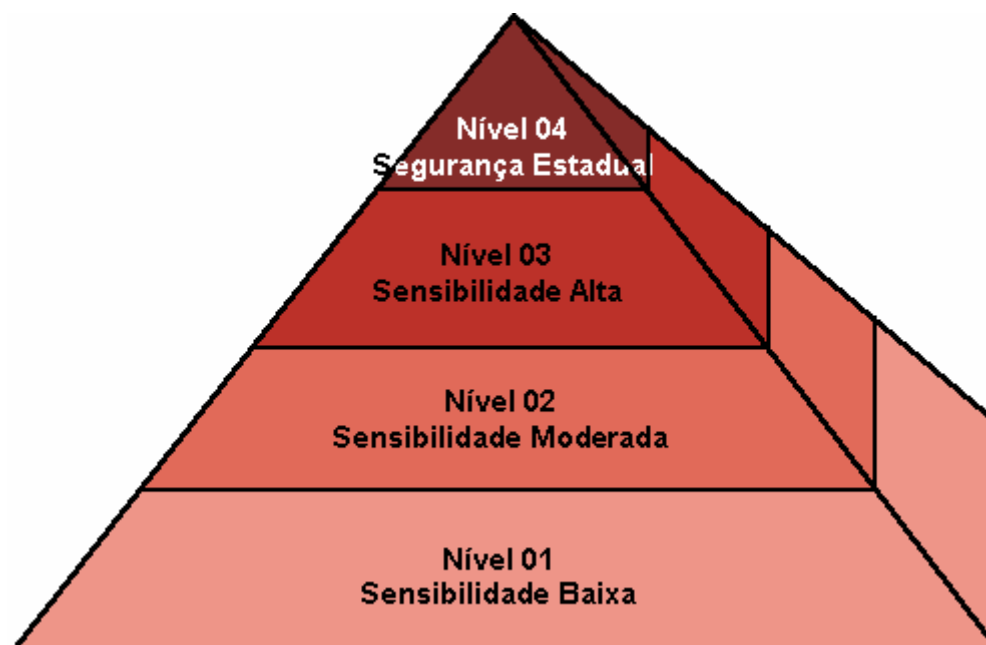 Nível 04
Segurança Estadual
Nível 03
Sensibilidade Alta
Nível 02
Sensibilidade Moderada
Nível 01
Sensibilidade Baixa